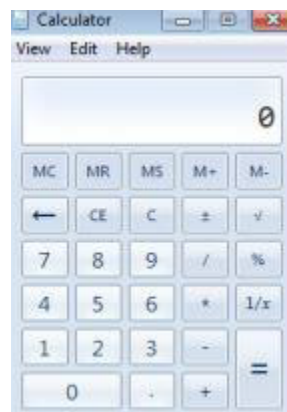 Calculator
View Edit Help
0
MC MR MS M+ M-
← CE C ± √
7 8 9 / %
4 5 6 * 1/x
1 2 3 - =
0 . +